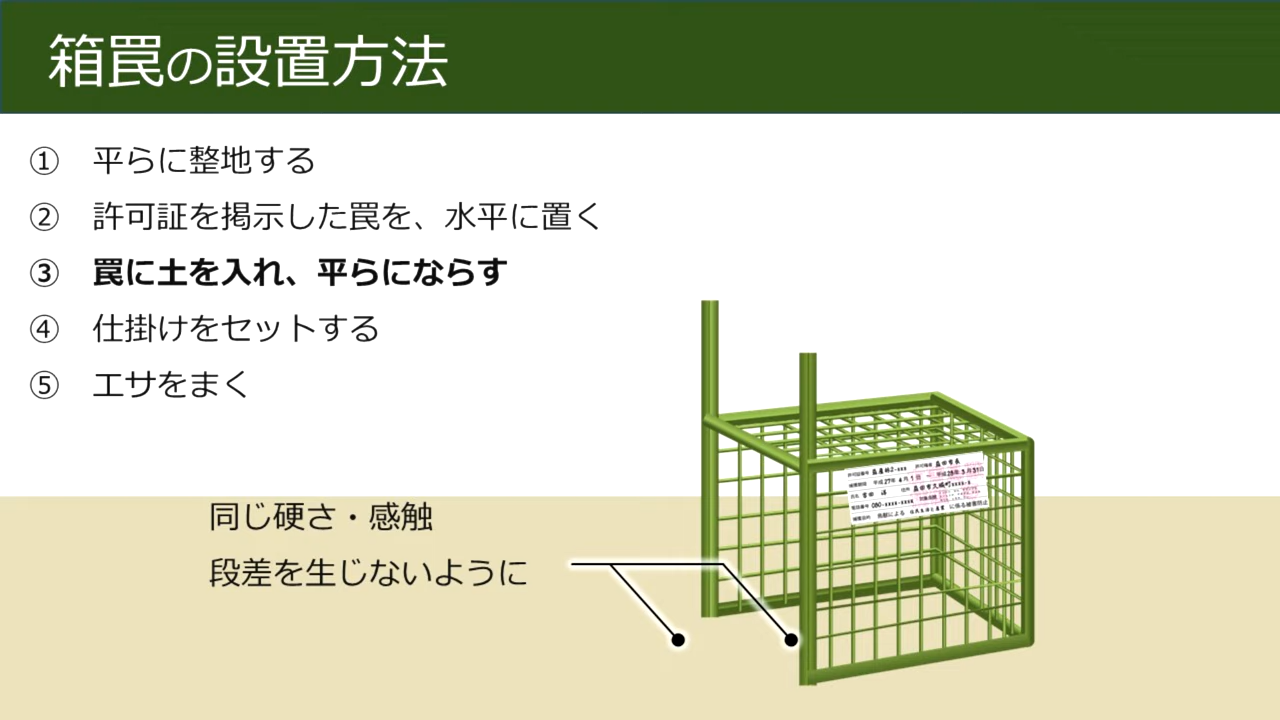 箱罠の設置方法
① 平らに整地する
② 許可証を掲示した罠を、水平に置く
③ 罠に土を入れ、平らにならす
④ 仕掛けをセットする
⑤ エサをまく
同じ硬さ・感触
段差を生じないように